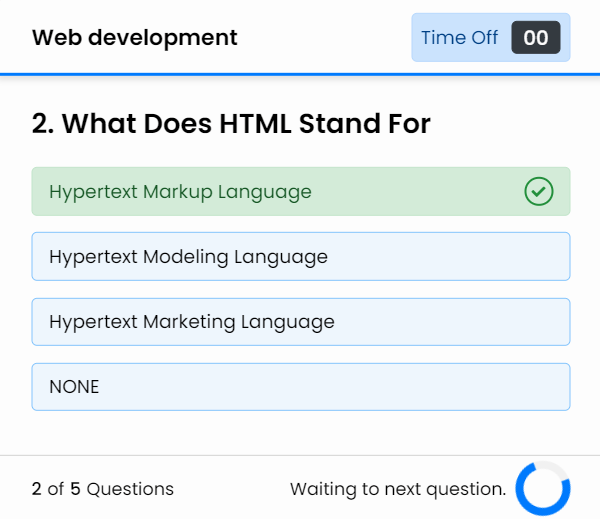 Web development
Time Off 00
2. What Does HTML Stand For
Hypertext Markup Language
Hypertext Modeling Language
Hypertext Marketing Language
NONE
2 of 5 Questions
Waiting to next question.